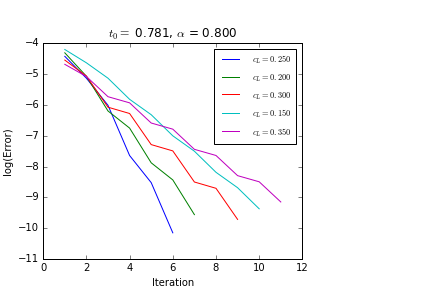 t₀ = 0.781, α = 0.800
-4
-5
-6
-7
-8
-9
-10
-11
log(Error)
0 2 4 6 8 10 12
Iteration
c_L = 0.250
c_L = 0.200
c_L = 0.300
c_L = 0.150
c_L = 0.350